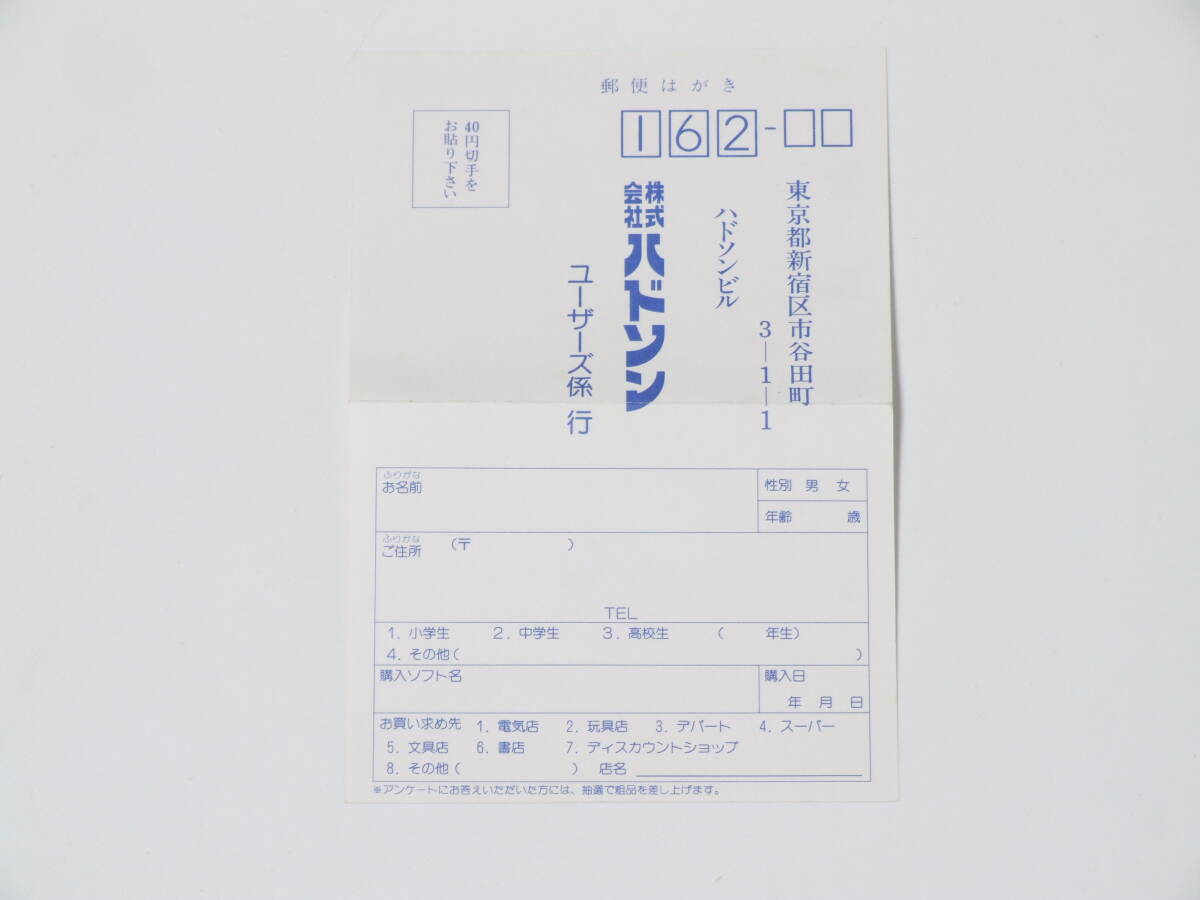 郵便はがき
162-
40円切手を
お貼り下さい
東京都新宿区市谷田町
3—1—1
ハドソンビル
株式
会社
ハドソン
ユーザーズ係 行
ふりがな
お名前
性別 男 女
年齢 歳
ふりがな
ご住所 (〒 )
TEL
1. 小学生 2. 中学生 3. 高校生 ( 年生)
4. その他( )
購入ソフト名
購入日
年 月 日
お買い求め先 1. 電気店 2. 玩具店 3. デパート 4. スーパー
5. 文具店 6. 書店 7. ディスカウントショップ
8. その他( ) 店名
※アンケートにお答えいただいた方には、抽選で粗品を差し上げます。